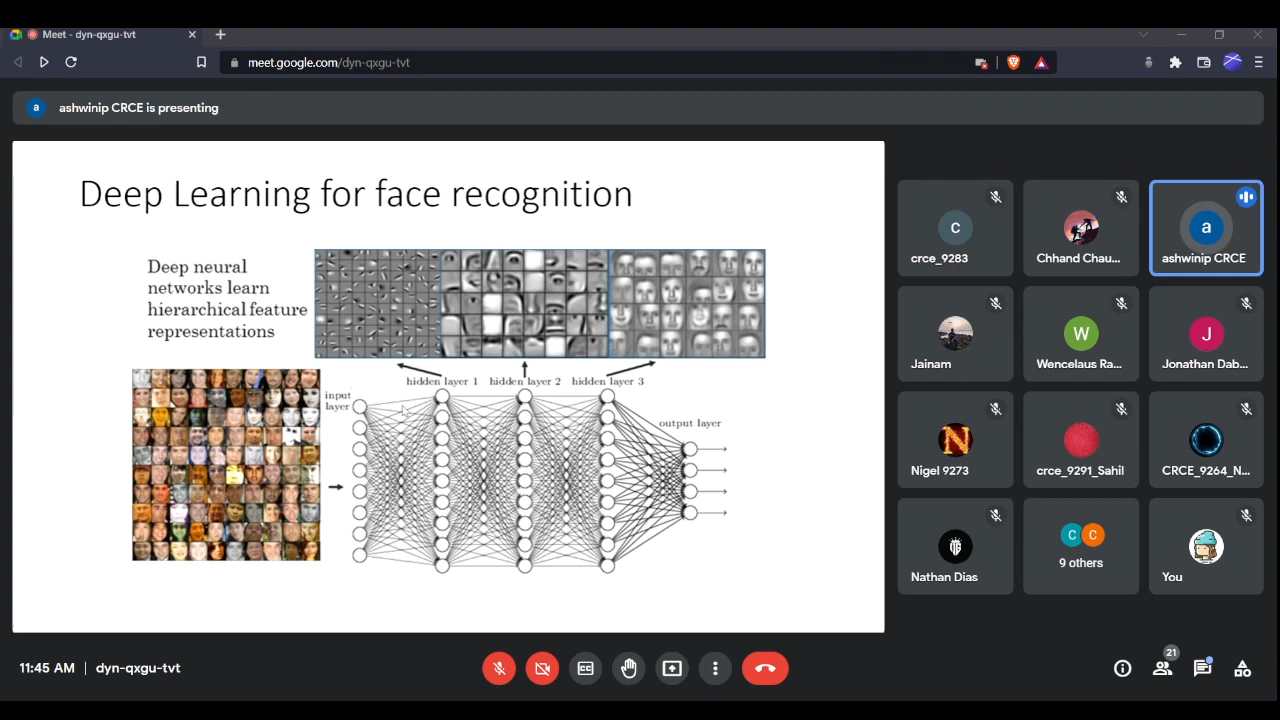 Meet - dyn-qxgu-tvt
meet.google.com/dyn-qxgu-tvt
a
ashwinip CRCE is presenting
Deep Learning for face recognition
Deep neural
networks learn
hierarchical feature
representations
hidden layer 1 hidden layer 2 hidden layer 3
input
layer
output layer
c
crce_9283
Chhand Chau...
a
ashwinip CRCE
Jainam
W
Wencelaus Ra...
J
Jonathan Dab...
N
Nigel 9273
crce_9291_Sahil
CRCE_9264_N...
Nathan Dias
C C
9 others
You
11:45 AM | dyn-qxgu-tvt
21